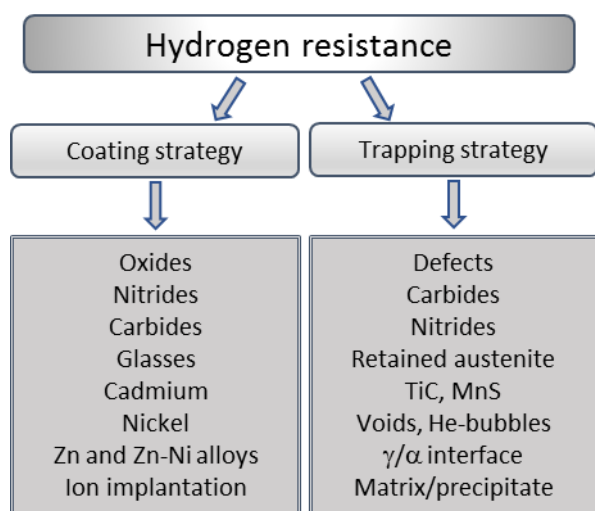 Hydrogen resistance
Coating strategy
Trapping strategy
Oxides
Nitrides
Carbides
Glasses
Cadmium
Nickel
Zn and Zn-Ni alloys
Ion implantation
Defects
Carbides
Nitrides
Retained austenite
TiC, MnS
Voids, He-bubbles
γ/α interface
Matrix/precipitate